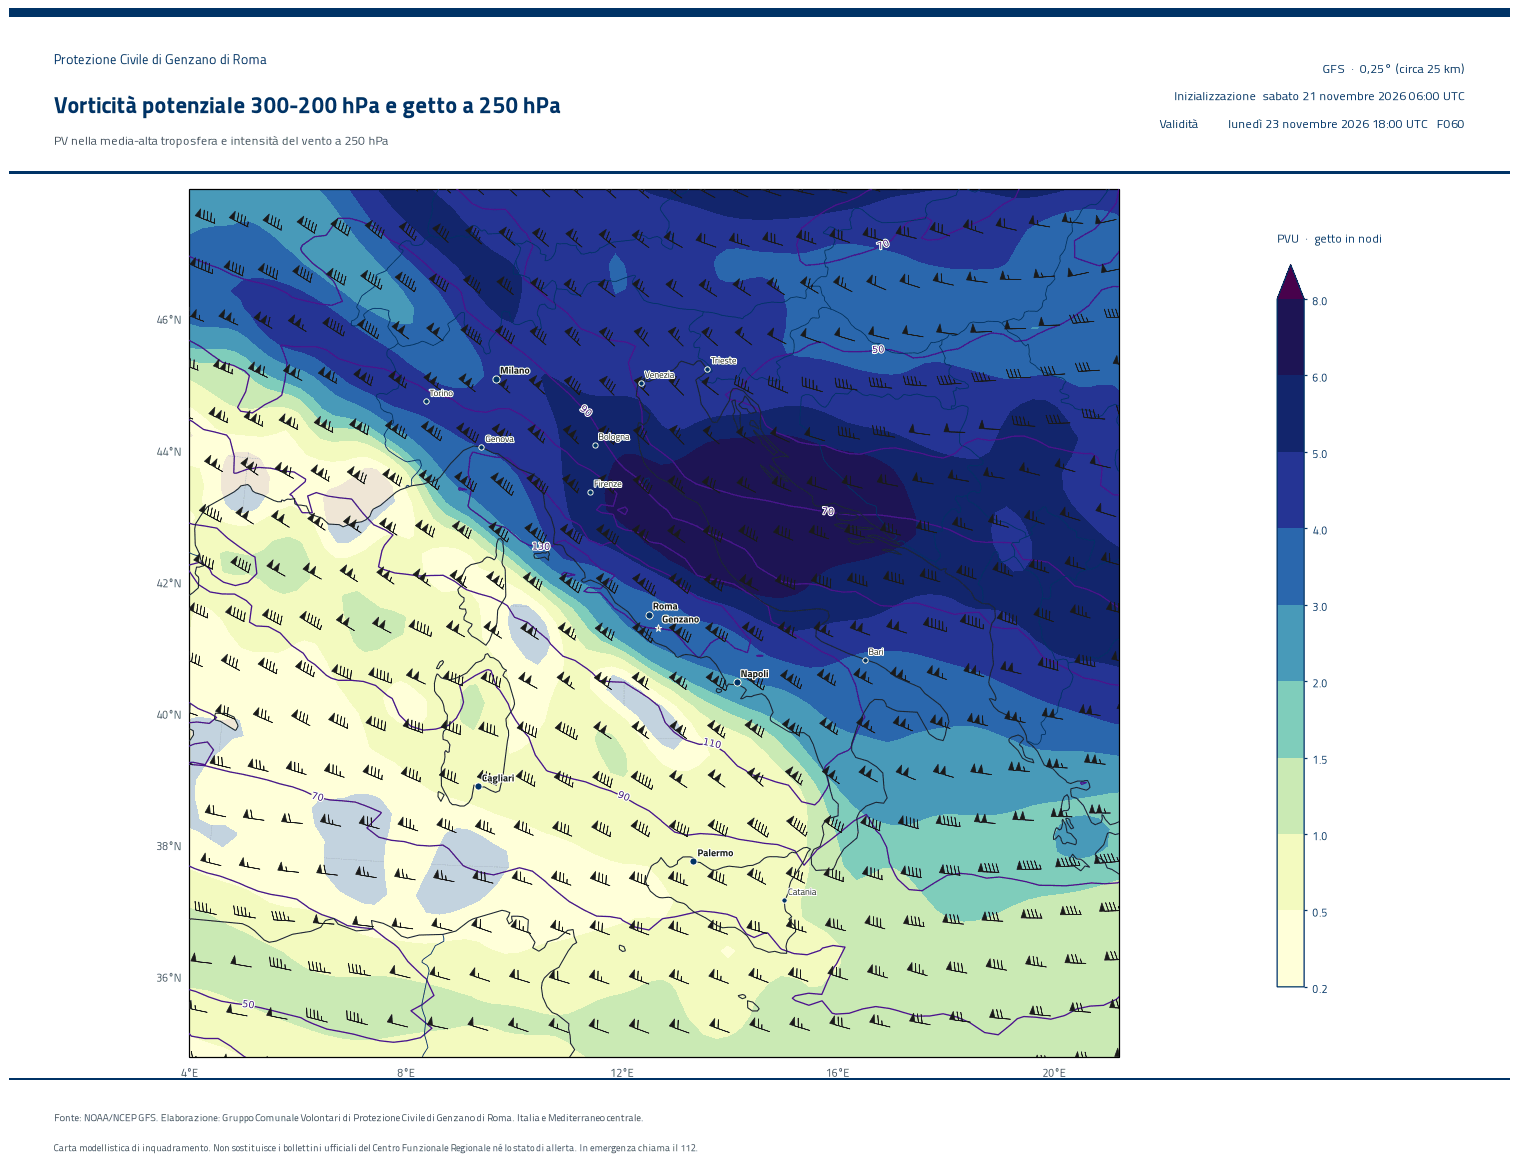 Protezione Civile di Genzano di Roma
Vorticità potenziale 300-200 hPa e getto a 250 hPa
PV nella media-alta troposfera e intensità del vento a 250 hPa
GFS · 0,25° (circa 25 km)
Inizializzazione sabato 21 novembre 2026 06:00 UTC
Validità lunedì 23 novembre 2026 18:00 UTC F060
PVU · getto in nodi
8.0
6.0
5.0
4.0
3.0
2.0
1.5
1.0
0.5
0.2
46°N
44°N
42°N
40°N
38°N
36°N
4°E
8°E
12°E
16°E
20°E
70
50
Trieste
Milano
Venezia
Torino
90
Genova
Bologna
Firenze
70
130
Roma
Genzano
Bari
Napoli
110
Cagliari
70
90
Palermo
Catania
50
Fonte: NOAA/NCEP GFS. Elaborazione: Gruppo Comunale Volontari di Protezione Civile di Genzano di Roma. Italia e Mediterraneo centrale.
Carta modellistica di inquadramento. Non sostituisce i bollettini ufficiali del Centro Funzionale Regionale né lo stato di allerta. In emergenza chiama il 112.